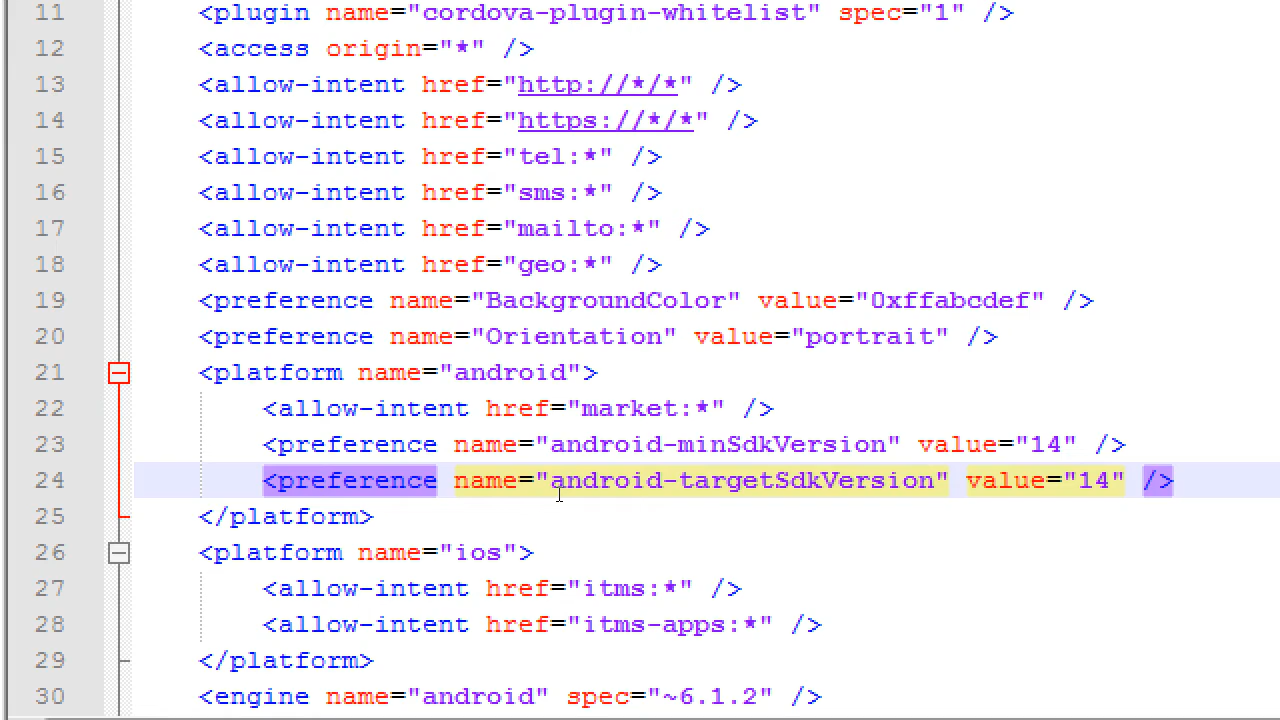 11 <plugin name="cordova-plugin-whitelist" spec="1" />
12 <access origin="*" />
13 <allow-intent href="http://*/*" />
14 <allow-intent href="https://*/*" />
15 <allow-intent href="tel:*" />
16 <allow-intent href="sms:*" />
17 <allow-intent href="mailto:*" />
18 <allow-intent href="geo:*" />
19 <preference name="BackgroundColor" value="0xffabcdef" />
20 <preference name="Orientation" value="portrait" />
21 <platform name="android">
22 <allow-intent href="market:*" />
23 <preference name="android-minSdkVersion" value="14" />
24 <preference name="android-targetSdkVersion" value="14" />
25 </platform>
26 <platform name="ios">
27 <allow-intent href="itms:*" />
28 <allow-intent href="itms-apps:*" />
29 </platform>
30 <engine name="android" spec="~6.1.2" />